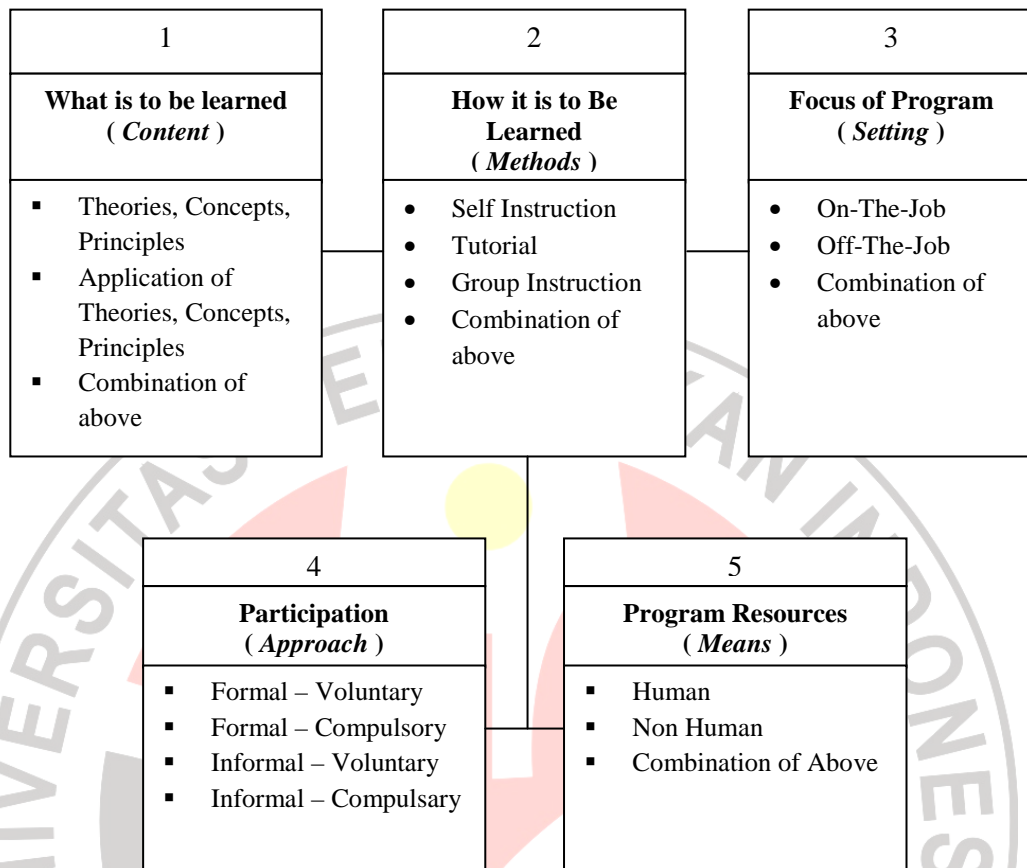 1
What is to be learned
( Content )
▪ Theories, Concepts,
Principles
▪ Application of
Theories, Concepts,
Principles
▪ Combination of
above
2
How it is to Be
Learned
( Methods )
• Self Instruction
• Tutorial
• Group Instruction
• Combination of
above
3
Focus of Program
( Setting )
• On-The-Job
• Off-The-Job
• Combination of
above
4
Participation
( Approach )
▪ Formal – Voluntary
▪ Formal – Compulsory
▪ Informal – Voluntary
▪ Informal – Compulsary
5
Program Resources
( Means )
▪ Human
▪ Non Human
▪ Combination of Above